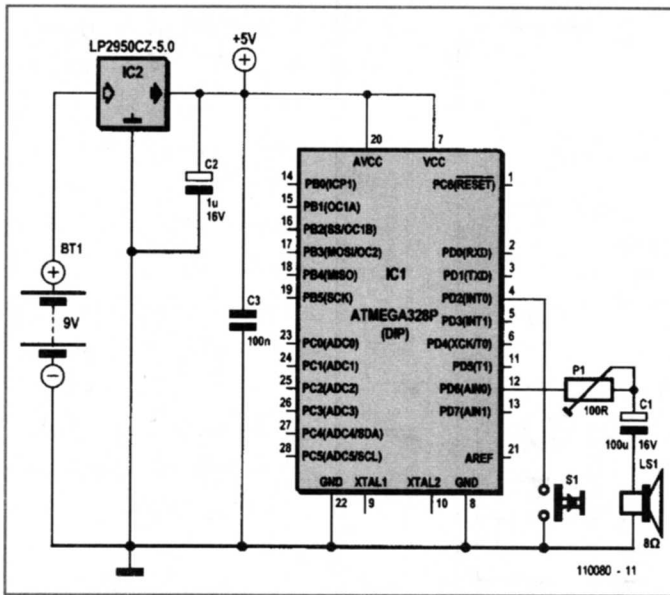 LP2950CZ-5.0
IC2
+5V
C2
1u
16V
BT1
9V
C3
100n
20
7
AVCC
VCC
14
PB0(ICP1)
PC6(RESET)
1
15
PB1(OC1A)
16
PB2(SS/OC1B)
17
PB3(MOSI/OC2)
PD0(RXD)
2
18
PB4(MISO)
IC1
PD1(TXD)
3
19
PB5(SCK)
PD2(INT0)
4
ATMEGA328P
PD3(INT1)
5
(DIP)
23
PC0(ADC0)
PD4(XCK/T0)
6
24
PC1(ADC1)
PD5(T1)
11
25
PC2(ADC2)
PD6(AIN0)
12
26
PC3(ADC3)
PD7(AIN1)
13
27
PC4(ADC4/SDA)
28
PC5(ADC5/SCL)
AREF
21
GND
XTAL1
XTAL2
GND
22
9
10
8
P1
100R
C1
100u
16V
LS1
S1
8Ω
110080 - 11